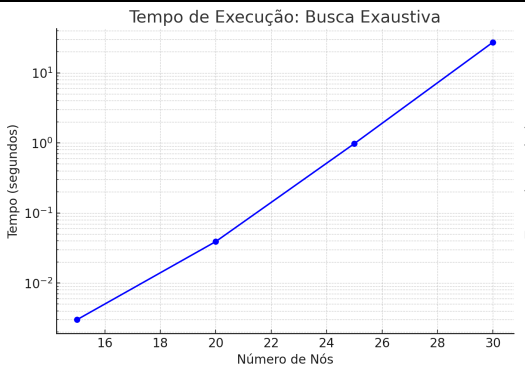 Tempo de Execução: Busca Exaustiva
10¹
10⁰
10⁻¹
10⁻²
Tempo (segundos)
16 18 20 22 24 26 28 30
Número de Nós